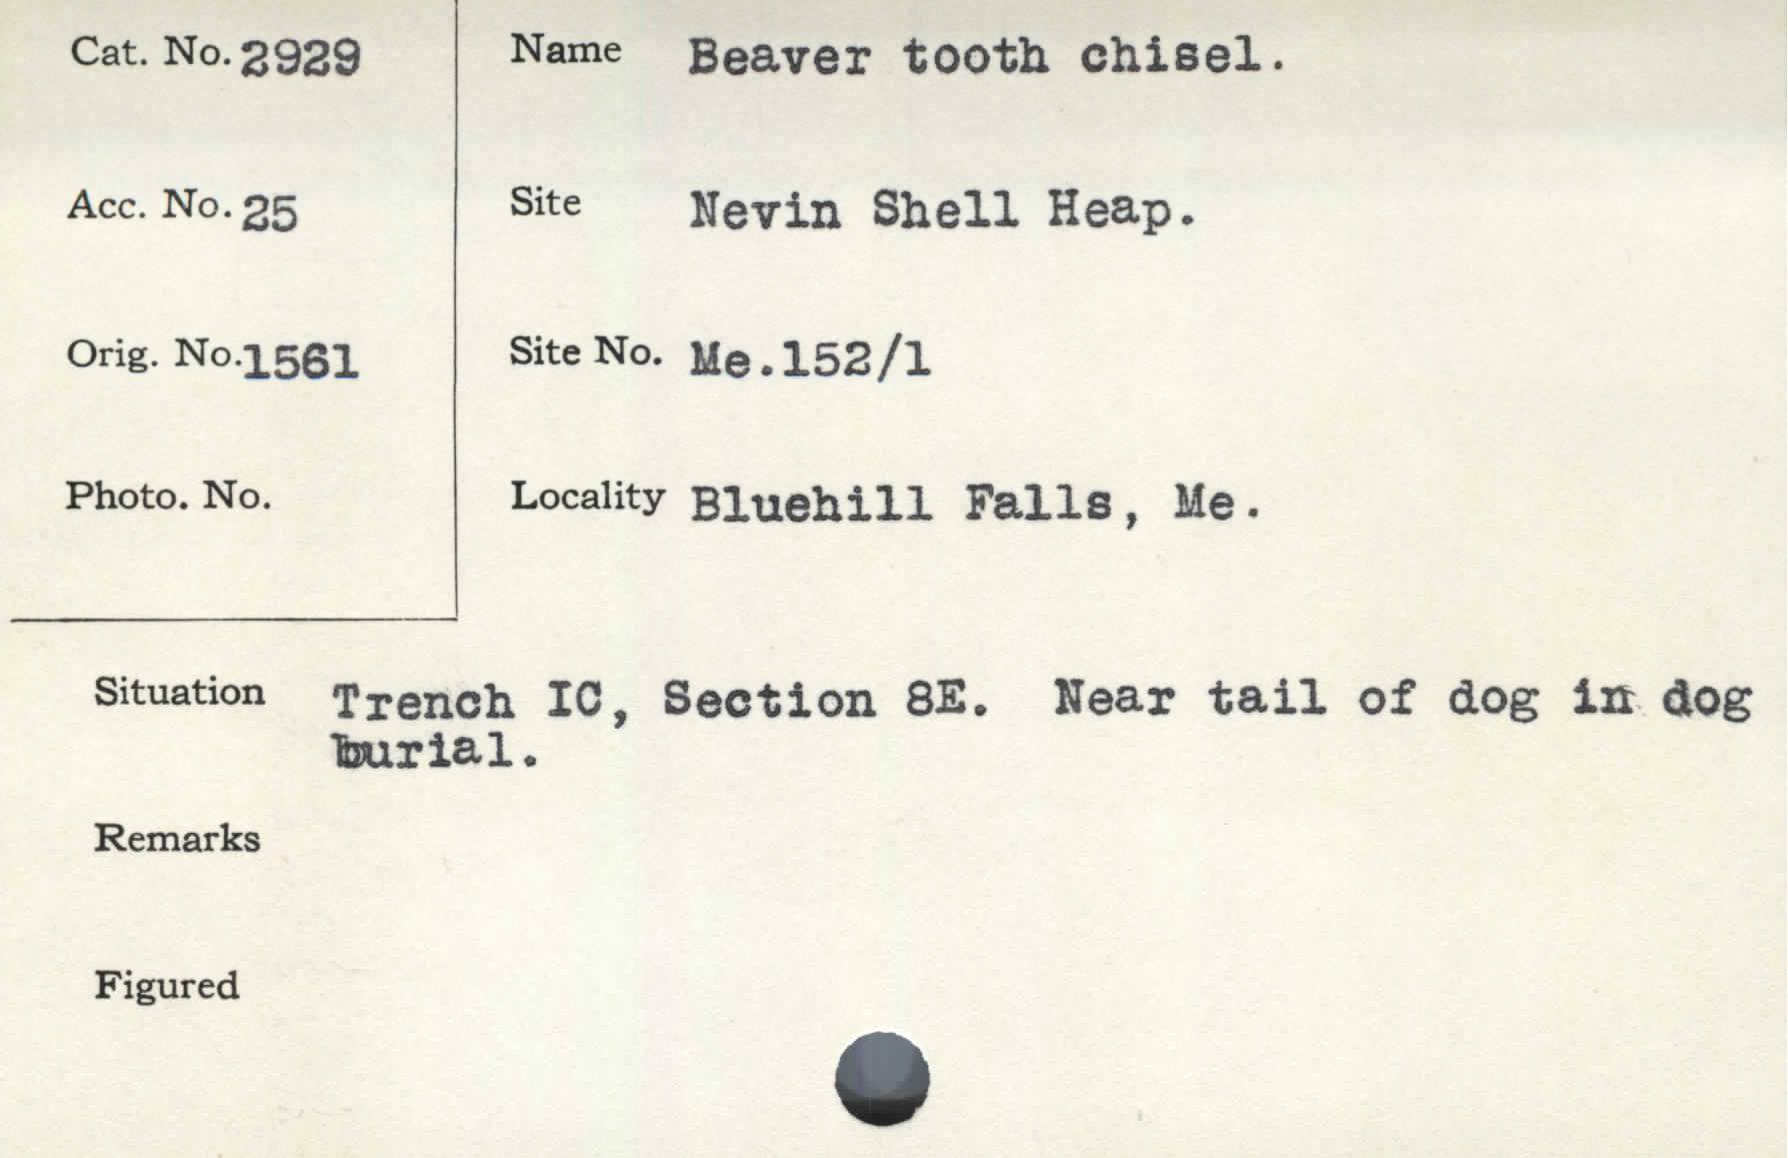 Cat. No. 2929
Name Beaver tooth chisel.
Acc. No. 25
Site Nevin Shell Heap.
Orig. No. 1561
Site No. Me.152/1
Photo. No.
Locality Bluehill Falls, Me.
Situation Trench IC, Section 8E. Near tail of dog in dog
burial.
Remarks
Figured